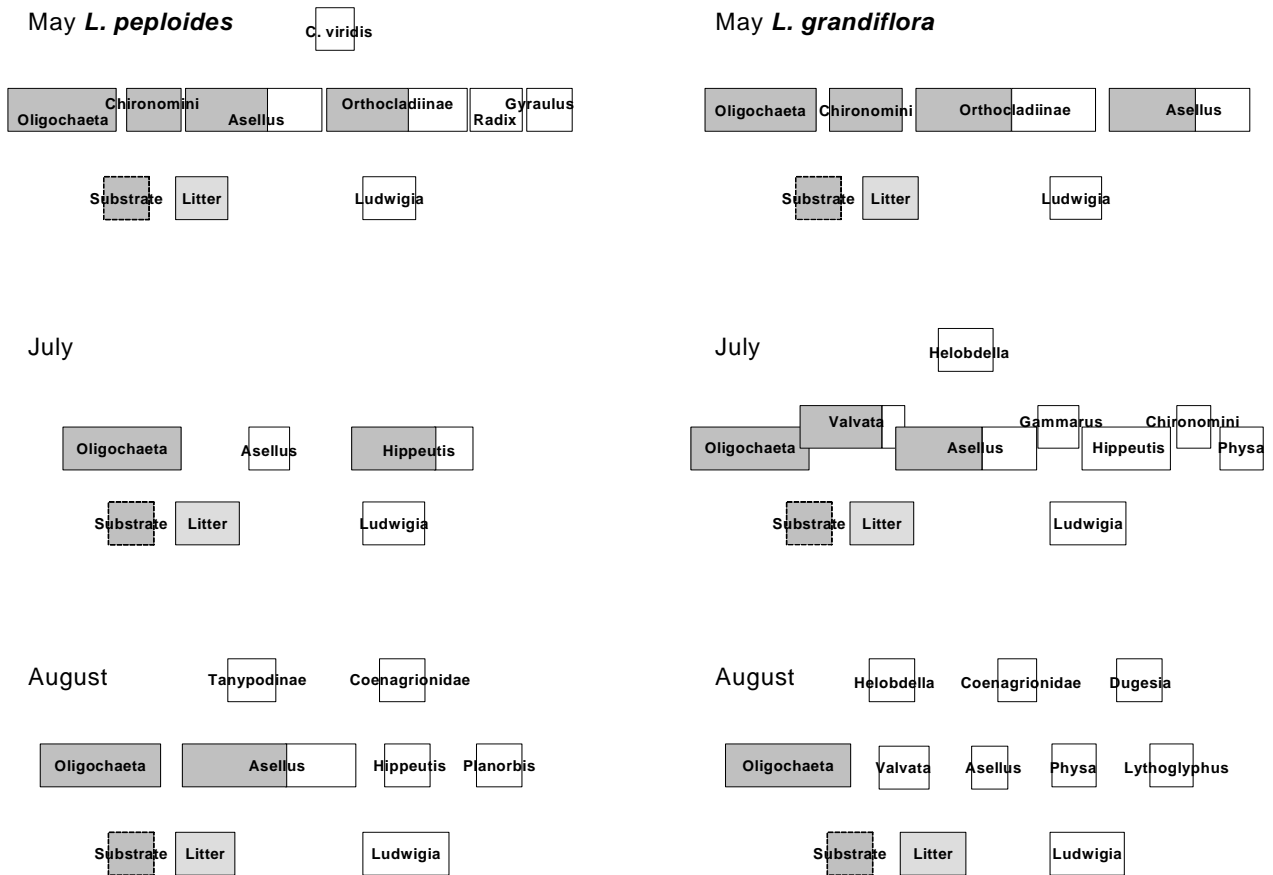 May L. peploides
C. viridis
Oligochaeta Chironomini Asellus Orthocladiinae Radix Gyraulus
Substrate Litter Ludwigia
May L. grandiflora
Oligochaeta Chironomini Orthocladiinae Asellus
Substrate Litter Ludwigia
July
Oligochaeta Asellus Hippeutis
Substrate Litter Ludwigia
July
Helobdella
Oligochaeta Valvata Asellus Gammarus Hippeutis Chironomini Physa
Substrate Litter Ludwigia
August
Tanypodinae Coenagrionidae
Oligochaeta Asellus Hippeutis Planorbis
Substrate Litter Ludwigia
August
Helobdella Coenagrionidae Dugesia
Oligochaeta Valvata Asellus Physa Lythoglyphus
Substrate Litter Ludwigia